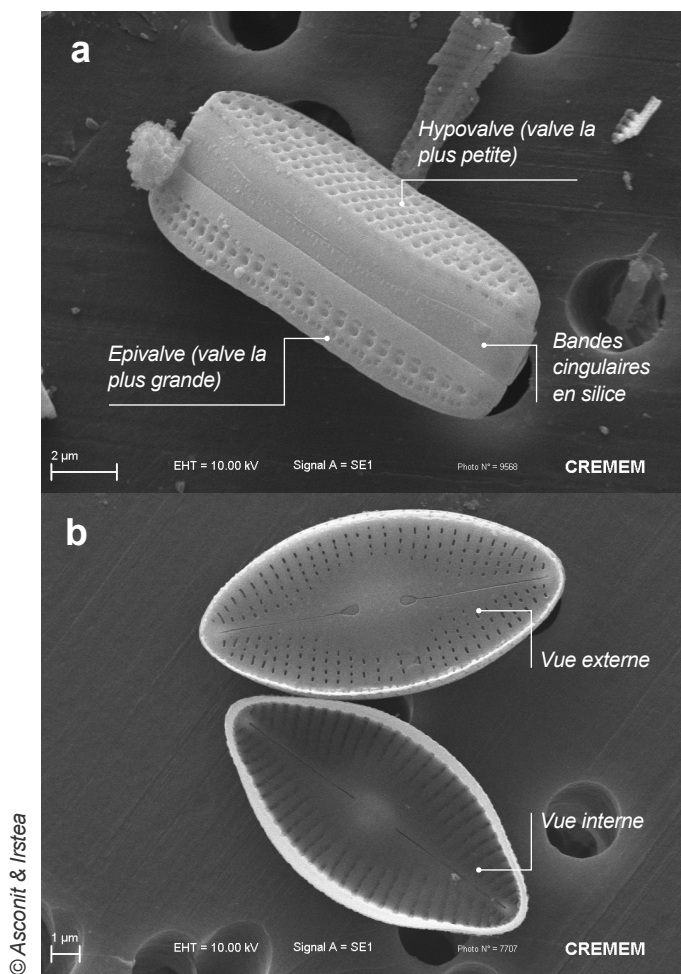 a
Hypovalve (valve la
plus petite)
Epivalve (valve la
plus grande)
Bandes
cingulaires
en silice
2 µm
EHT = 10.00 kV Signal A = SE1 Photo N° = 9568 CREMEM
b
Vue externe
Vue interne
1 µm
EHT = 10.00 kV Signal A = SE1 Photo N° = 7707 CREMEM
© Asconit & Irstea